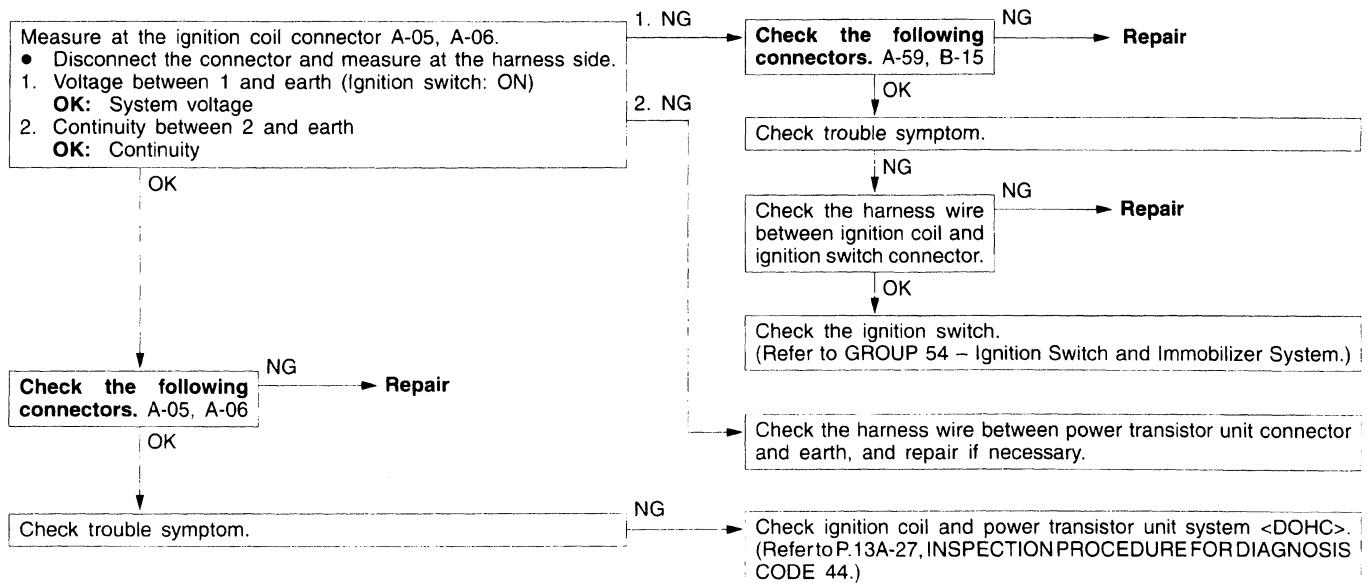 Measure at the ignition coil connector A-05, A-06.
● Disconnect the connector and measure at the harness side.
1. Voltage between 1 and earth (Ignition switch: ON)
OK: System voltage
2. Continuity between 2 and earth
OK: Continuity
1. NG
Check the following
connectors. A-59, B-15
NG
Repair
OK
Check trouble symptom.
NG
Check the harness wire
between ignition coil and
ignition switch connector.
NG
Repair
OK
Check the ignition switch.
(Refer to GROUP 54 – Ignition Switch and Immobilizer System.)
2. NG
Check the harness wire between power transistor unit connector
and earth, and repair if necessary.
OK
Check the following
connectors. A-05, A-06
NG
Repair
OK
Check trouble symptom.
NG
Check ignition coil and power transistor unit system <DOHC>.
(Refer to P.13A-27, INSPECTION PROCEDURE FOR DIAGNOSIS
CODE 44.)